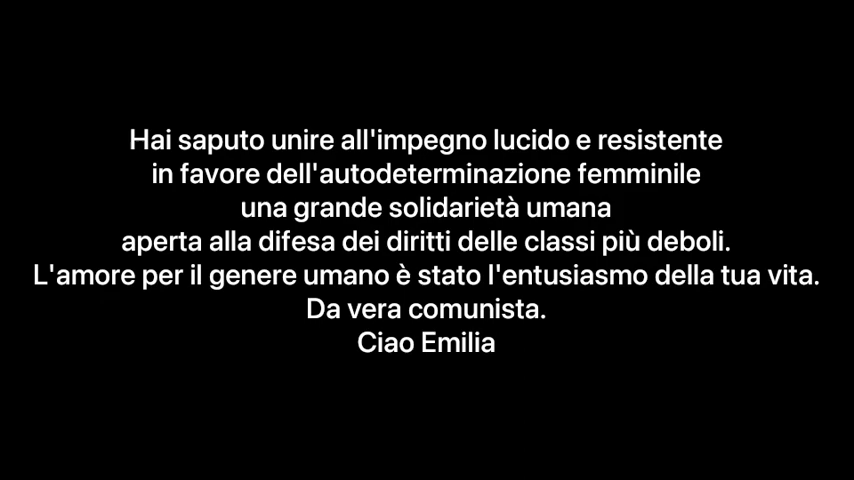 Hai saputo unire all'impegno lucido e resistente
in favore dell'autodeterminazione femminile
una grande solidarietà umana
aperta alla difesa dei diritti delle classi più deboli.
L'amore per il genere umano è stato l'entusiasmo della tua vita.
Da vera comunista.
Ciao Emilia